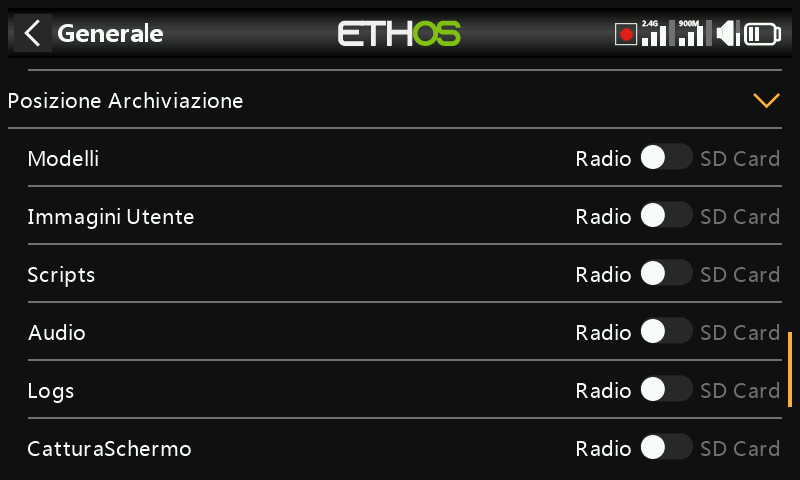 Generale
ETHOS
2.4G 900M
Posizione Archiviazione
Modelli Radio SD Card
Immagini Utente Radio SD Card
Scripts Radio SD Card
Audio Radio SD Card
Logs Radio SD Card
CatturaSchermo Radio SD Card